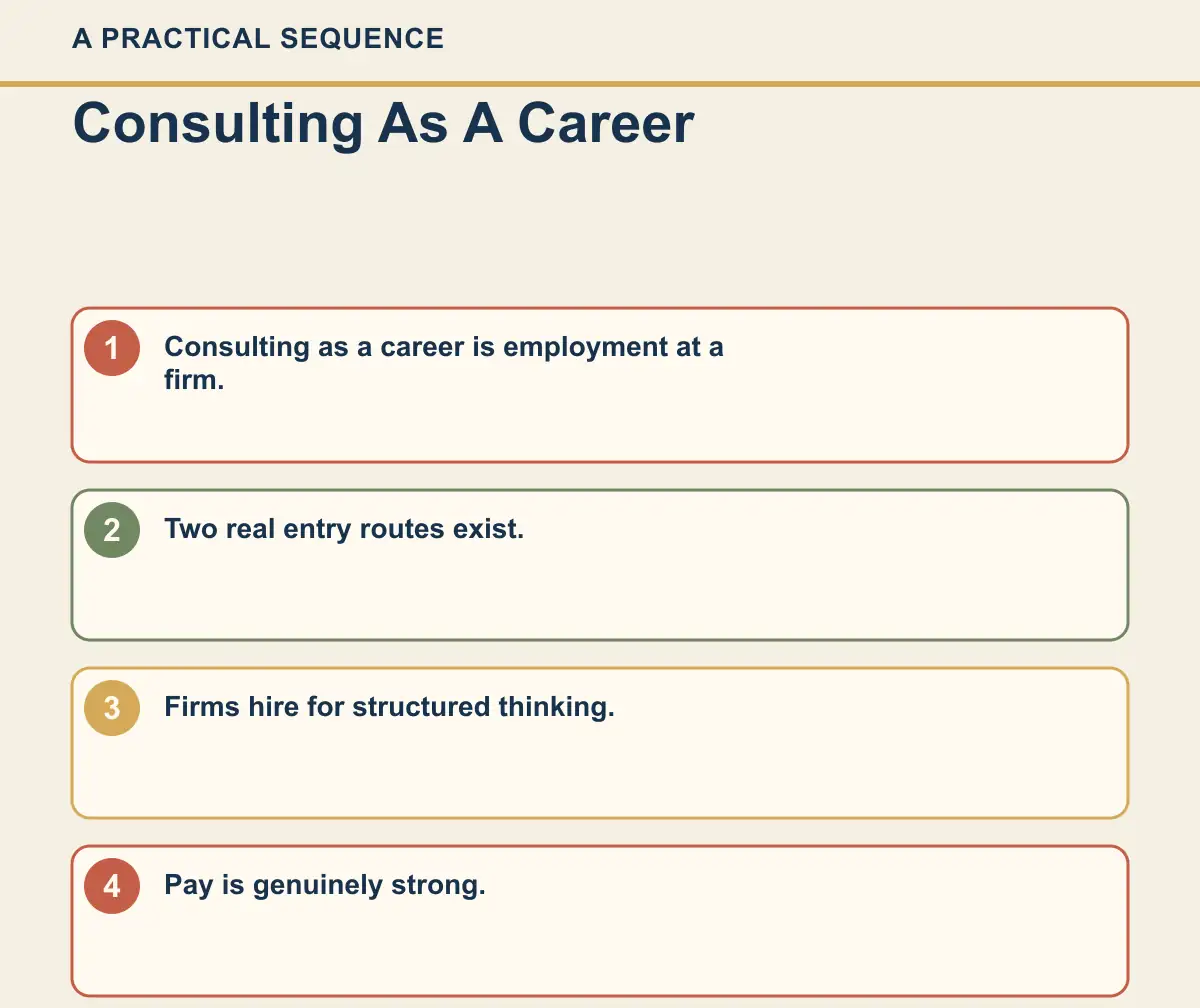 A PRACTICAL SEQUENCE
Consulting As A Career
1
Consulting as a career is employment at a
firm.
2
Two real entry routes exist.
3
Firms hire for structured thinking.
4
Pay is genuinely strong.